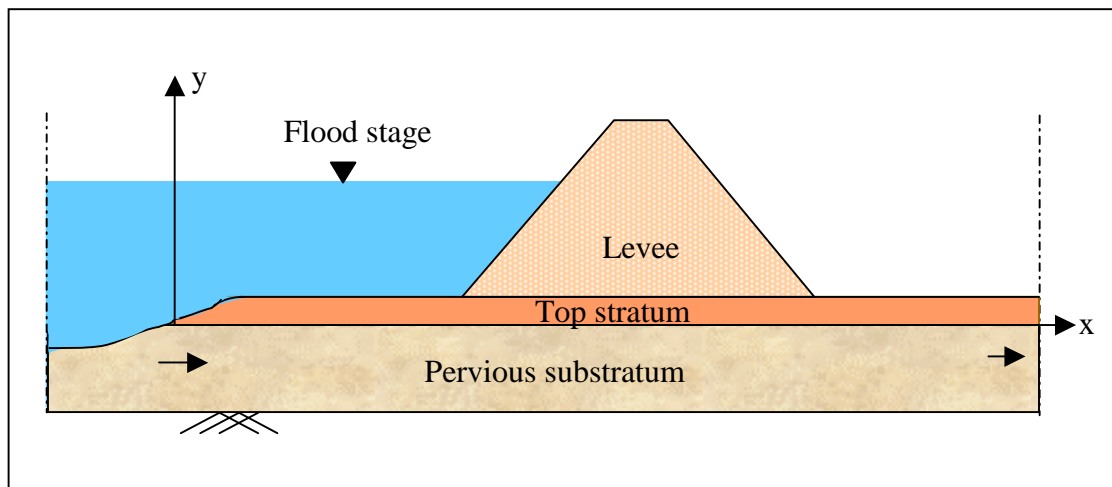 y
Flood stage
Levee
Top stratum
x
Pervious substratum